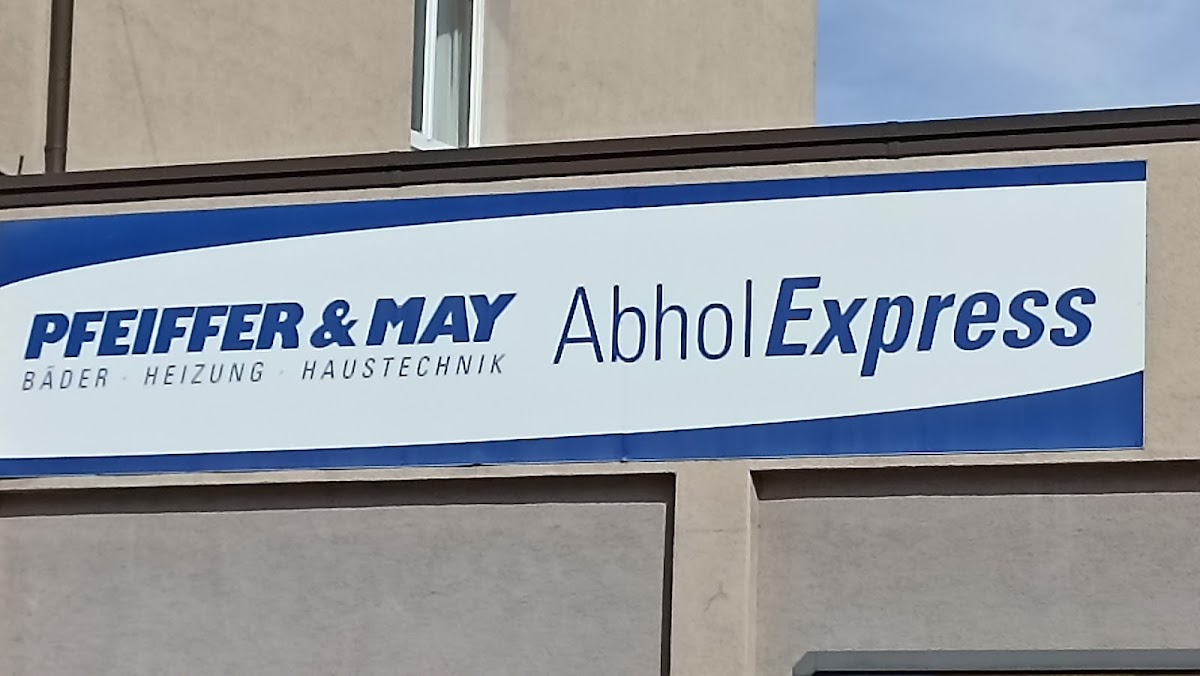 PFEIFFER & MAY
BÄDER · HEIZUNG · HAUSTECHNIK
AbholExpress